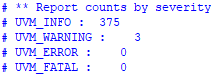 # ** Report counts by severity
# UVM_INFO :  375
# UVM_WARNING :    3
# UVM_ERROR :    0
# UVM_FATAL :    0